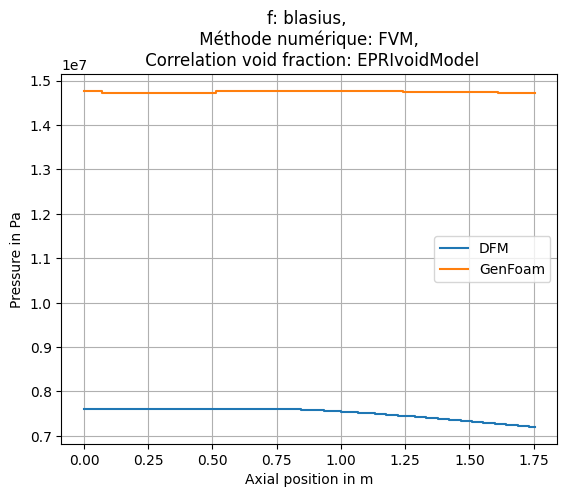 f: blasius,
Méthode numérique: FVM,
Correlation void fraction: EPRIvoidModel
1e7
1.5
1.4
1.3
1.2
1.1
1.0
0.9
0.8
0.7
Pressure in Pa
DFM
GenFoam
0.00 0.25 0.50 0.75 1.00 1.25 1.50 1.75
Axial position in m